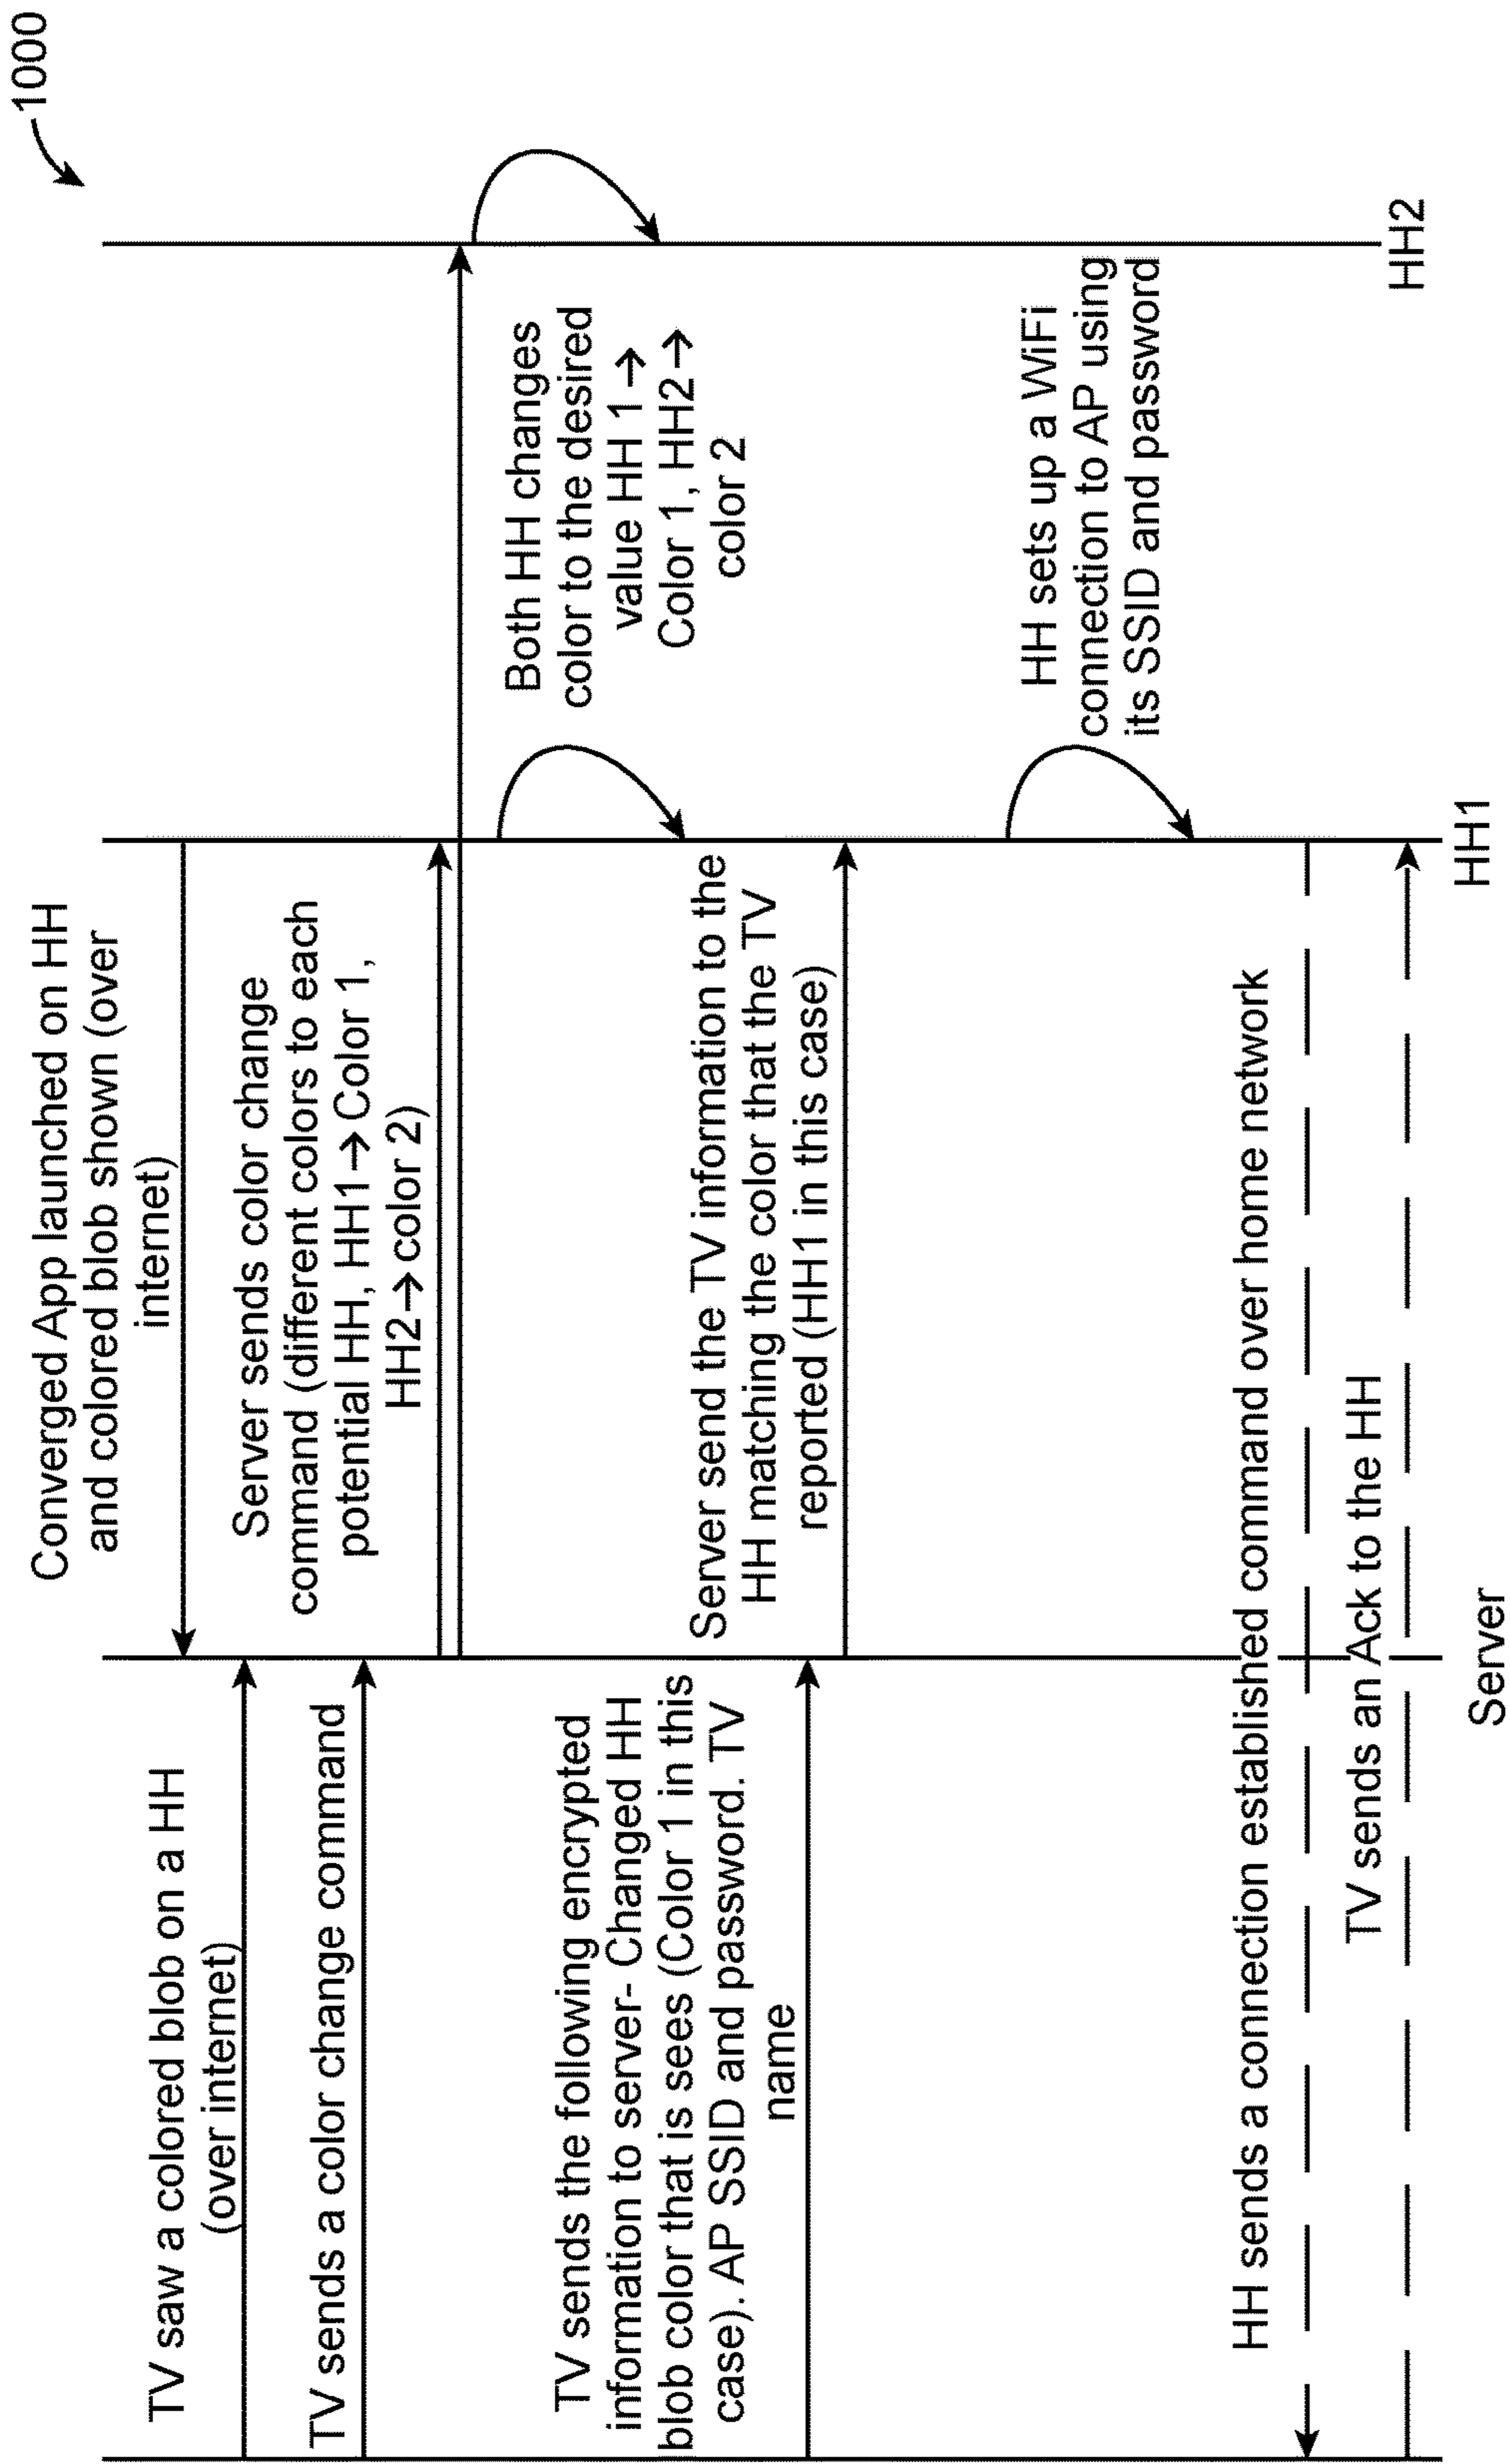 1000
Converged App launched on HH
and colored blob shown (over
internet)
TV saw a colored blob on a HH
(over internet)
TV sends a color change command
Server sends color change
command (different colors to each
potential HH, HH1→Color 1,
HH2→color 2)
Both HH changes
color to the desired
value HH 1→
Color 1, HH2→
color 2
TV sends the following encrypted
information to server- Changed HH
blob color that is sees (Color 1 in this
case). AP SSID and password. TV
name
Server send the TV information to the
HH matching the color that the TV
reported (HH1 in this case)
HH sets up a WiFi
connection to AP using
its SSID and password
HH sends a connection established command over home network
TV sends an Ack to the HH
Server
HH1
HH2